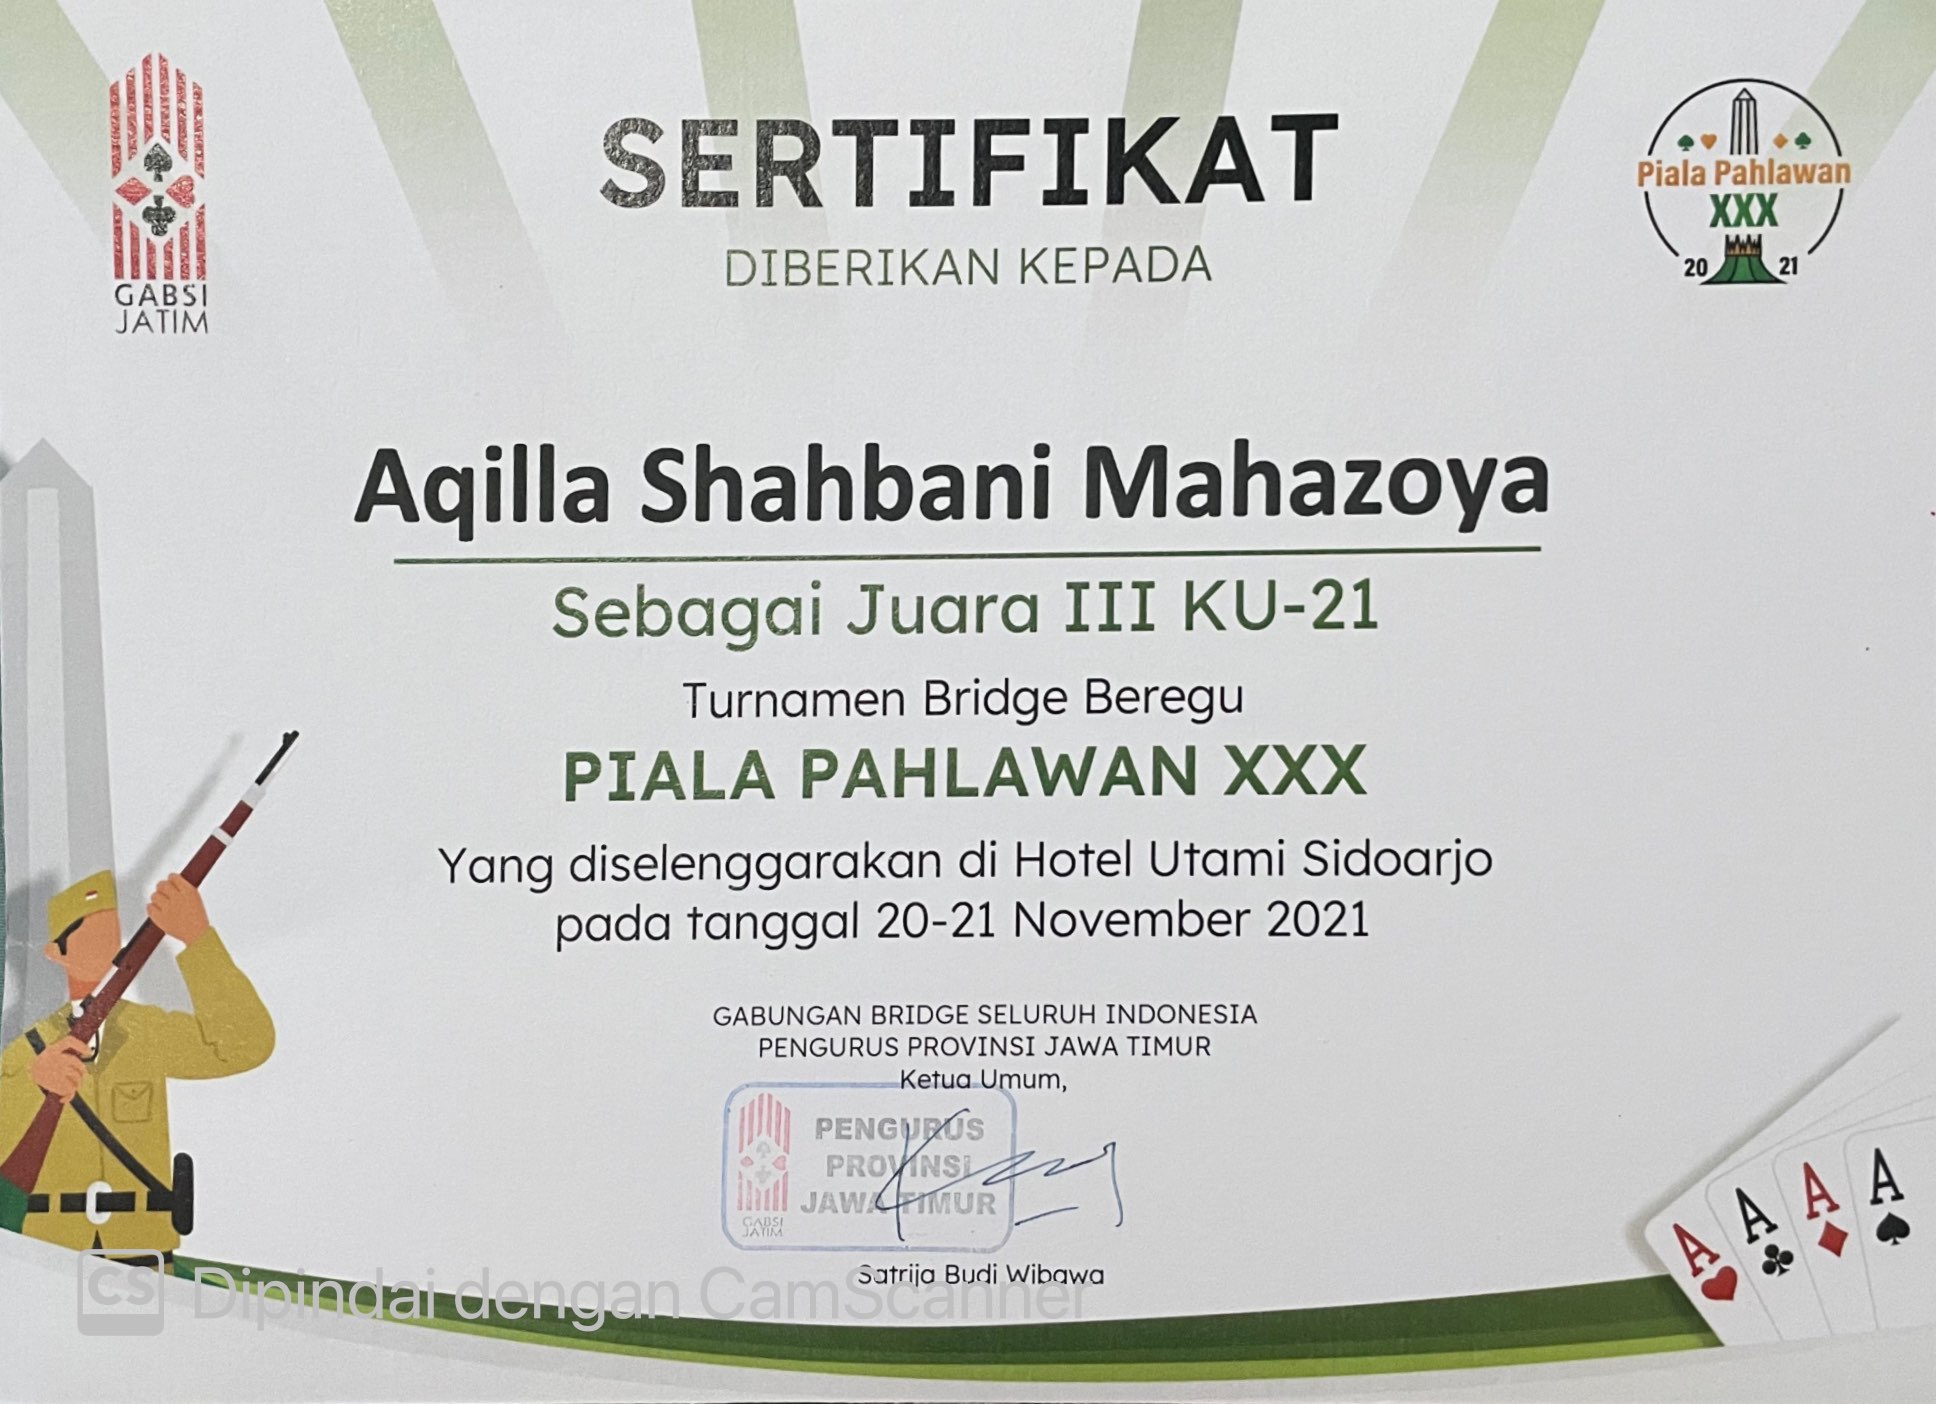 GABSI
JATIM
SERTIFIKAT
DIBERIKAN KEPADA
Piala Pahlawan
XXX
20 21
Aqilla Shahbani Mahazoya
Sebagai Juara III KU-21
Turnamen Bridge Beregu
PIALA PAHLAWAN XXX
Yang diselenggarakan di Hotel Utami Sidoarjo
pada tanggal 20-21 November 2021
GABUNGAN BRIDGE SELURUH INDONESIA
PENGURUS PROVINSI JAWA TIMUR
Ketua Umum,
PENGURUS
PROVINSI
JAWA TIMUR
GABSI
JATIM
Satrija Budi Wibawa
A
A
A
A
CS Dipindai dengan CamScanner